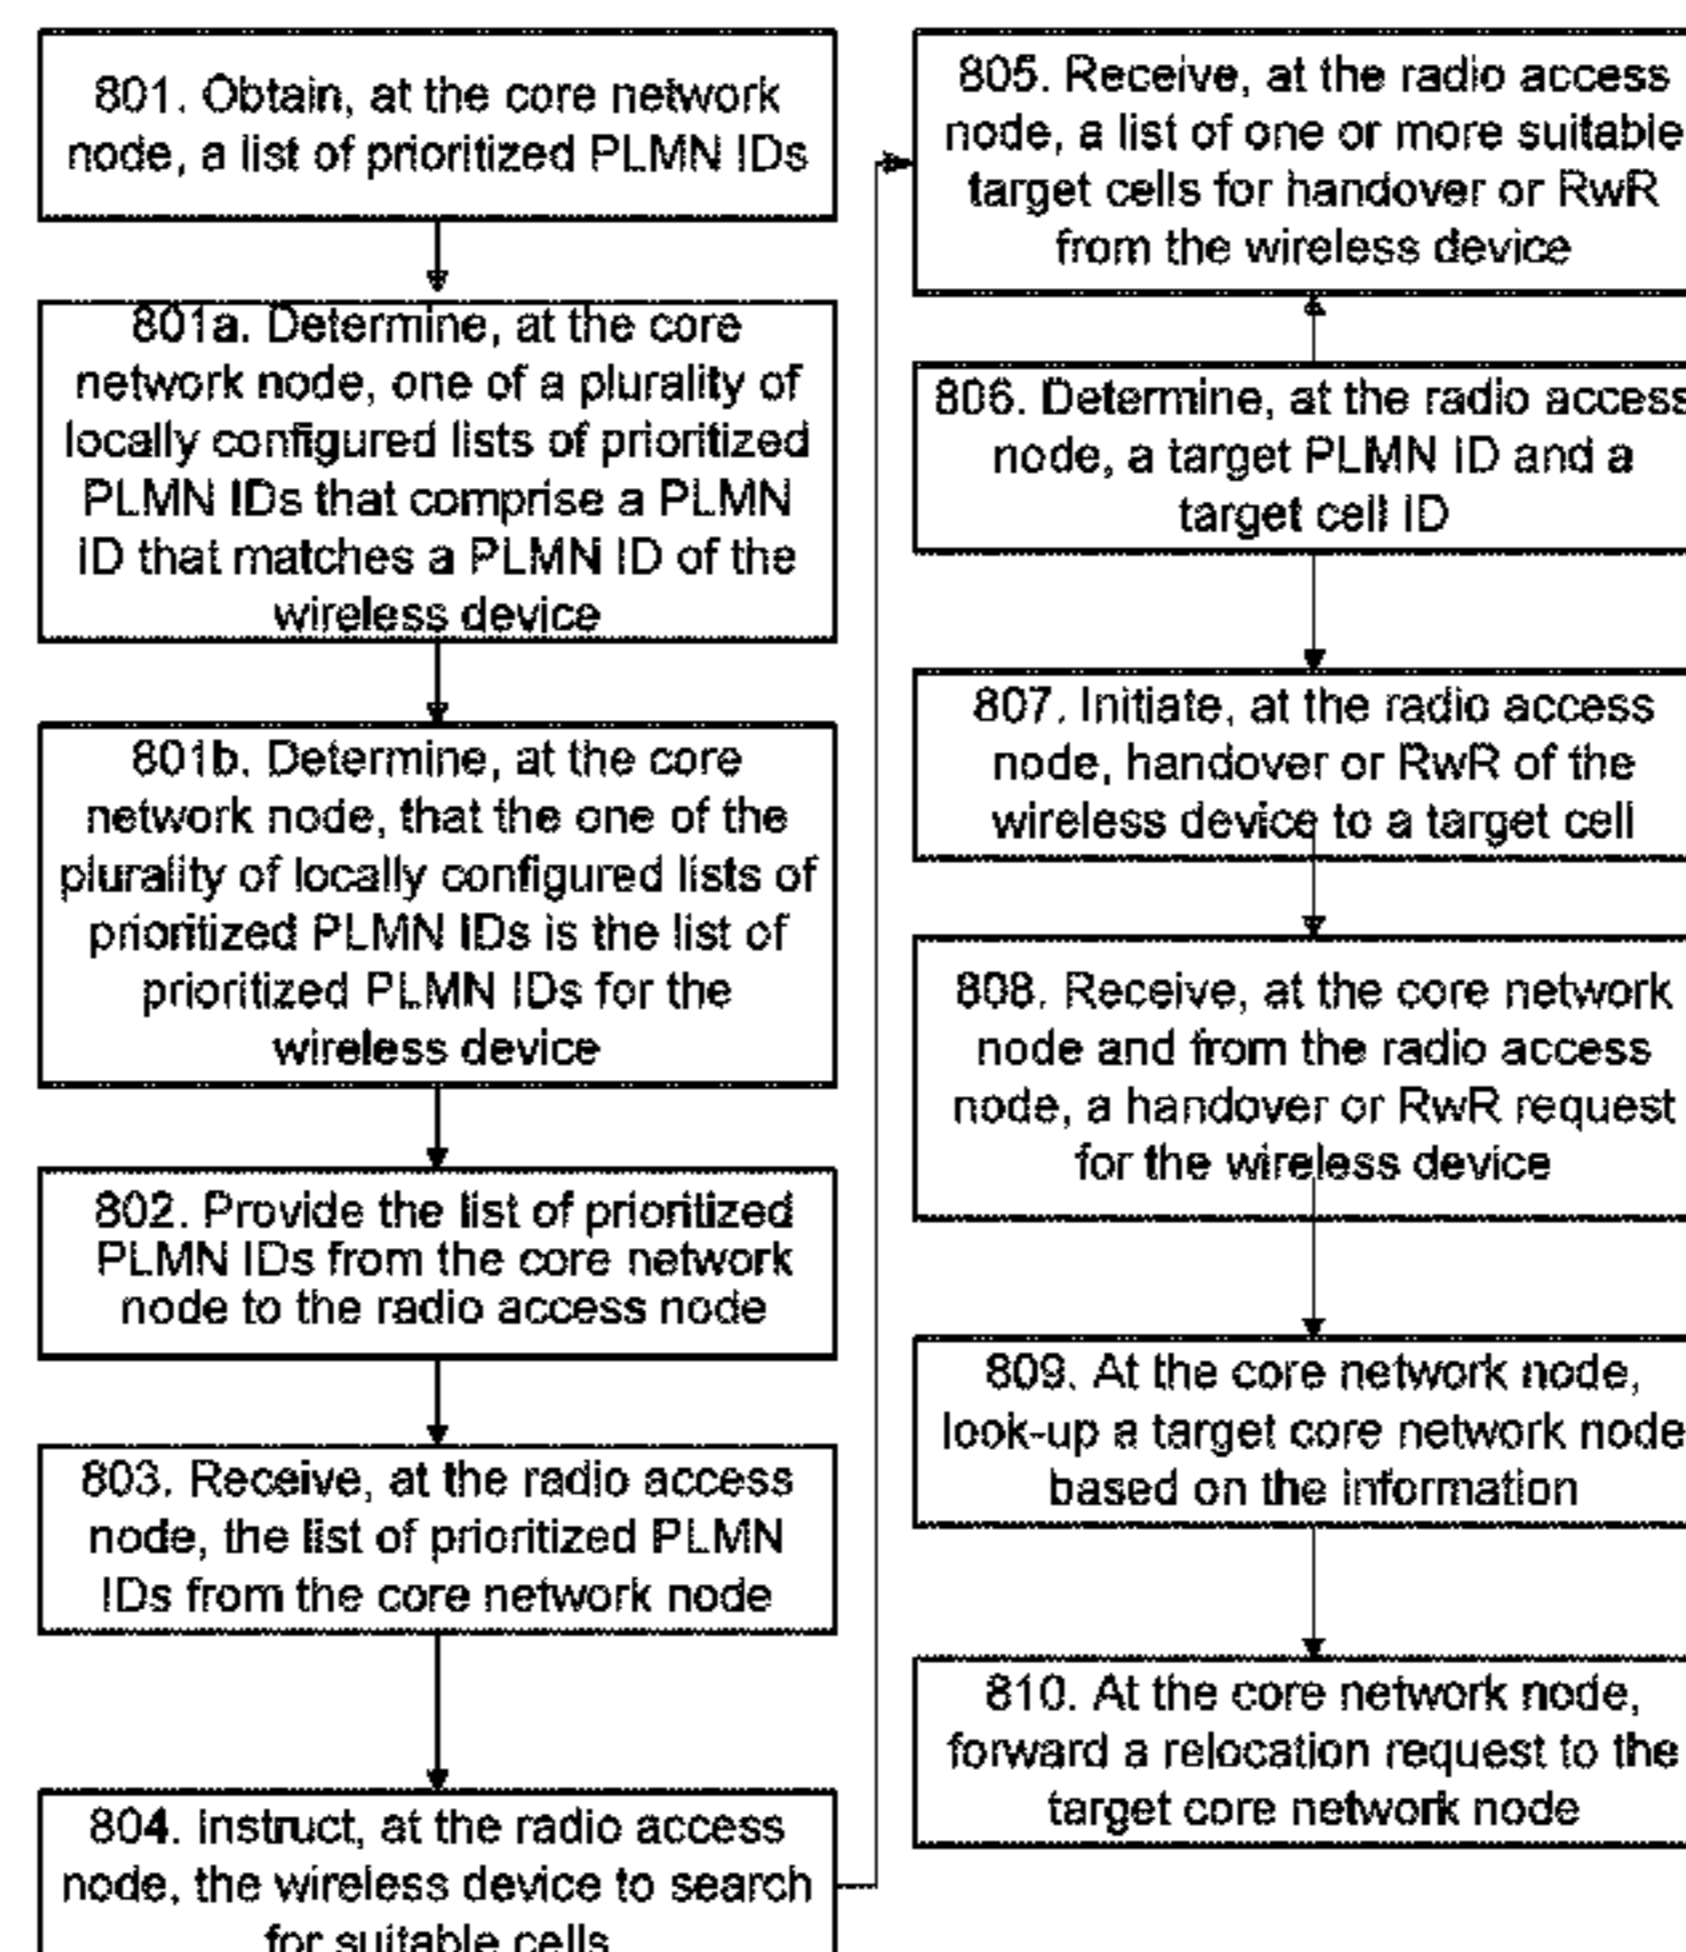 801. Obtain, at the core network
node, a list of prioritized PLMN IDs
801a. Determine, at the core
network node, one of a plurality of
locally configured lists of prioritized
PLMN IDs that comprise a PLMN
ID that matches a PLMN ID of the
wireless device
801b. Determine, at the core
network node, that the one of the
plurality of locally configured lists of
prioritized PLMN IDs is the list of
prioritized PLMN IDs for the
wireless device
802. Provide the list of prioritized
PLMN IDs from the core network
node to the radio access node
803. Receive, at the radio access
node, the list of prioritized PLMN
IDs from the core network node
804. Instruct, at the radio access
node, the wireless device to search
for suitable cells
805. Receive, at the radio access
node, a list of one or more suitable
target cells for handover or RwR
from the wireless device
806. Determine, at the radio access
node, a target PLMN ID and a
target cell ID
807. Initiate, at the radio access
node, handover or RwR of the
wireless device to a target cell
808. Receive, at the core network
node and from the radio access
node, a handover or RwR request
for the wireless device
809. At the core network node,
look-up a target core network node
based on the information
810. At the core network node,
forward a relocation request to the
target core network node